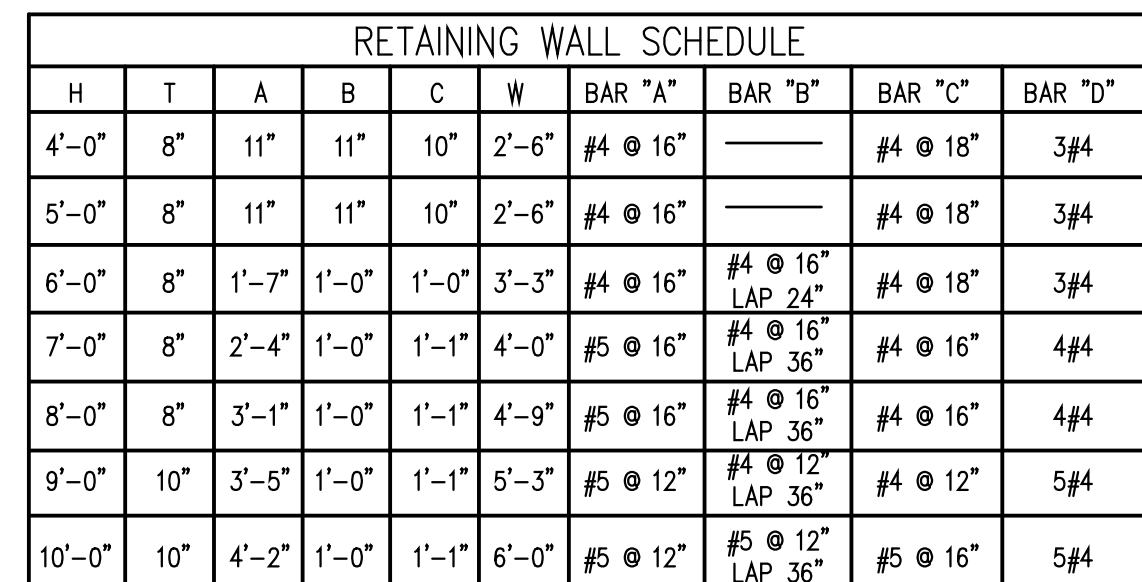 RETAINING WALL SCHEDULE
H T A B C W BAR "A" BAR "B" BAR "C" BAR "D"
4'-0" 8" 11" 11" 10" 2'-6" #4 @ 16" #4 @ 18" 3#4
5'-0" 8" 11" 11" 10" 2'-6" #4 @ 16" #4 @ 18" 3#4
6'-0" 8" 1'-7" 1'-0" 1'-0" 3'-3" #4 @ 16" #4 @ 16" LAP 24" #4 @ 18" 3#4
7'-0" 8" 2'-4" 1'-0" 1'-1" 4'-0" #5 @ 16" #4 @ 16" LAP 36" #4 @ 16" 4#4
8'-0" 8" 3'-1" 1'-0" 1'-1" 4'-9" #5 @ 16" #4 @ 16" LAP 36" #4 @ 16" 4#4
9'-0" 10" 3'-5" 1'-0" 1'-1" 5'-3" #5 @ 12" #4 @ 12" LAP 36" #4 @ 12" 5#4
10'-0" 10" 4'-2" 1'-0" 1'-1" 6'-0" #5 @ 12" #5 @ 12" LAP 36" #5 @ 16" 5#4